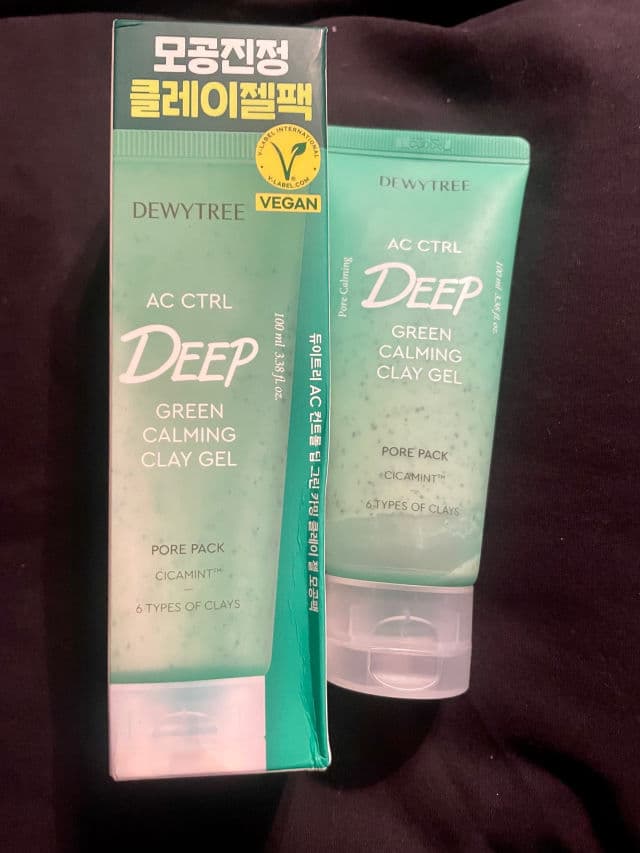 모공진정
클레이젤팩
V-LABEL INTERNATIONAL
V-LABEL.COM
VEGAN
DEWYTREE
AC CTRL
DEEP
GREEN
CALMING
CLAY GEL
100 ml 3.38 fl. oz.
PORE PACK
CICAMINT™
6 TYPES OF CLAYS
듀이트리 AC 컨트롤 딥 그린 카밍 클레이 젤 모공팩
DEWYTREE
AC CTRL
DEEP
Pore Calming
100 ml 3.38 fl. oz.
GREEN
CALMING
CLAY GEL
PORE PACK
CICAMINT™
6 TYPES OF CLAYS